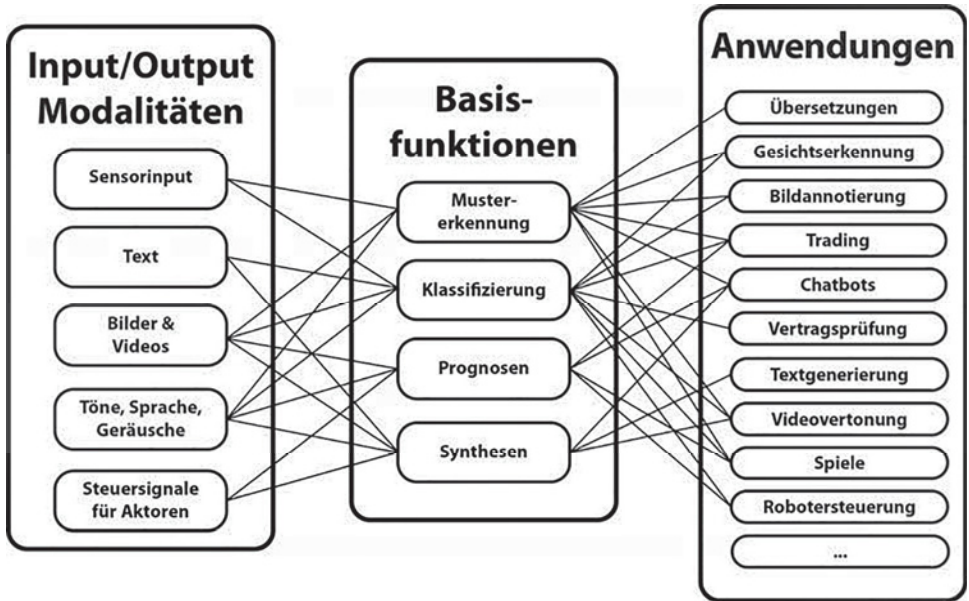 Input/Output
Modalitäten
Sensorinput
Text
Bilder &
Videos
Töne, Sprache,
Geräusche
Steuersignale
für Aktoren
Basis-
funktionen
Muster-
erkennung
Klassifizierung
Prognosen
Synthesen
Anwendungen
Übersetzungen
Gesichtserkennung
Bildannotierung
Trading
Chatbots
Vertragsprüfung
Textgenerierung
Videovertonung
Spiele
Robotersteuerung
...